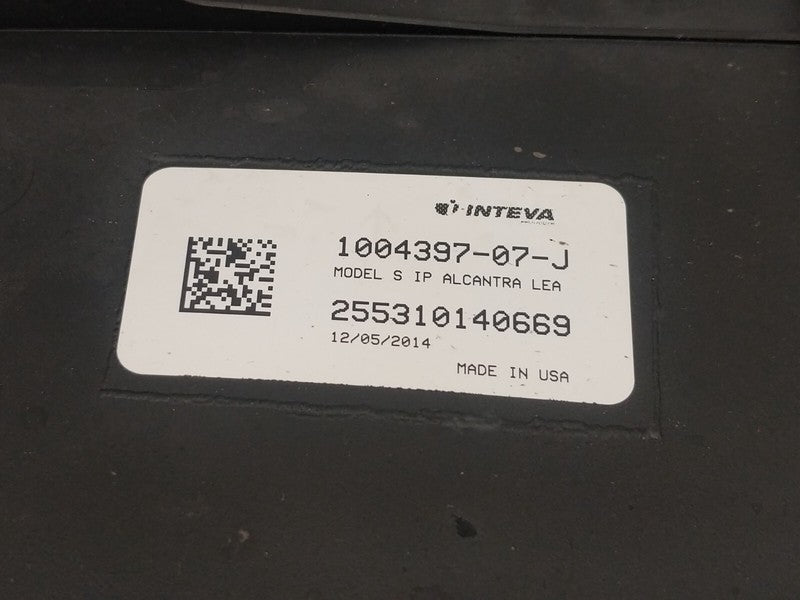 INTEVA
1004397-07-J
MODEL S IP ALCANTRA LEA
255310140669
12/05/2014
MADE IN USA